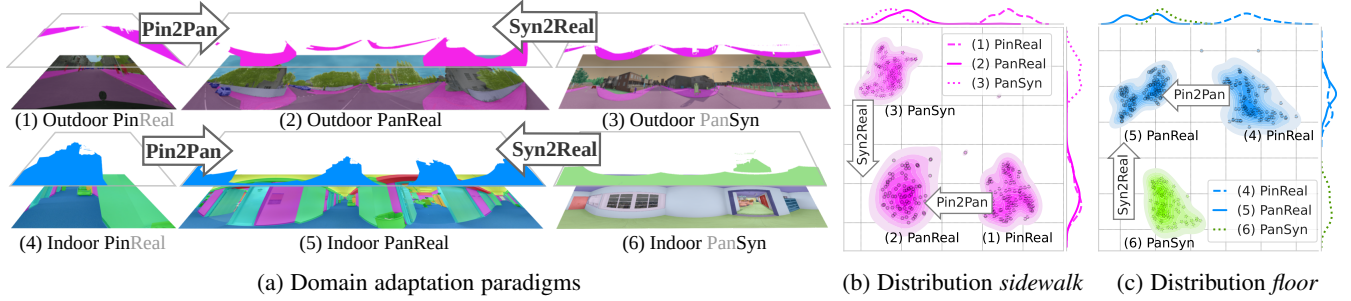 Pin2Pan
Syn2Real
(1) Outdoor PinReal
(2) Outdoor PanReal
(3) Outdoor PanSyn
Pin2Pan
Syn2Real
(4) Indoor PinReal
(5) Indoor PanReal
(6) Indoor PanSyn
(a) Domain adaptation paradigms
(1) PinReal
(2) PanReal
(3) PanSyn
(3) PanSyn
Syn2Real
Pin2Pan
(2) PanReal
(1) PinReal
(b) Distribution sidewalk
Pin2Pan
(5) PanReal
(4) PinReal
Syn2Real
(6) PanSyn
(4) PinReal
(5) PanReal
(6) PanSyn
(c) Distribution floor